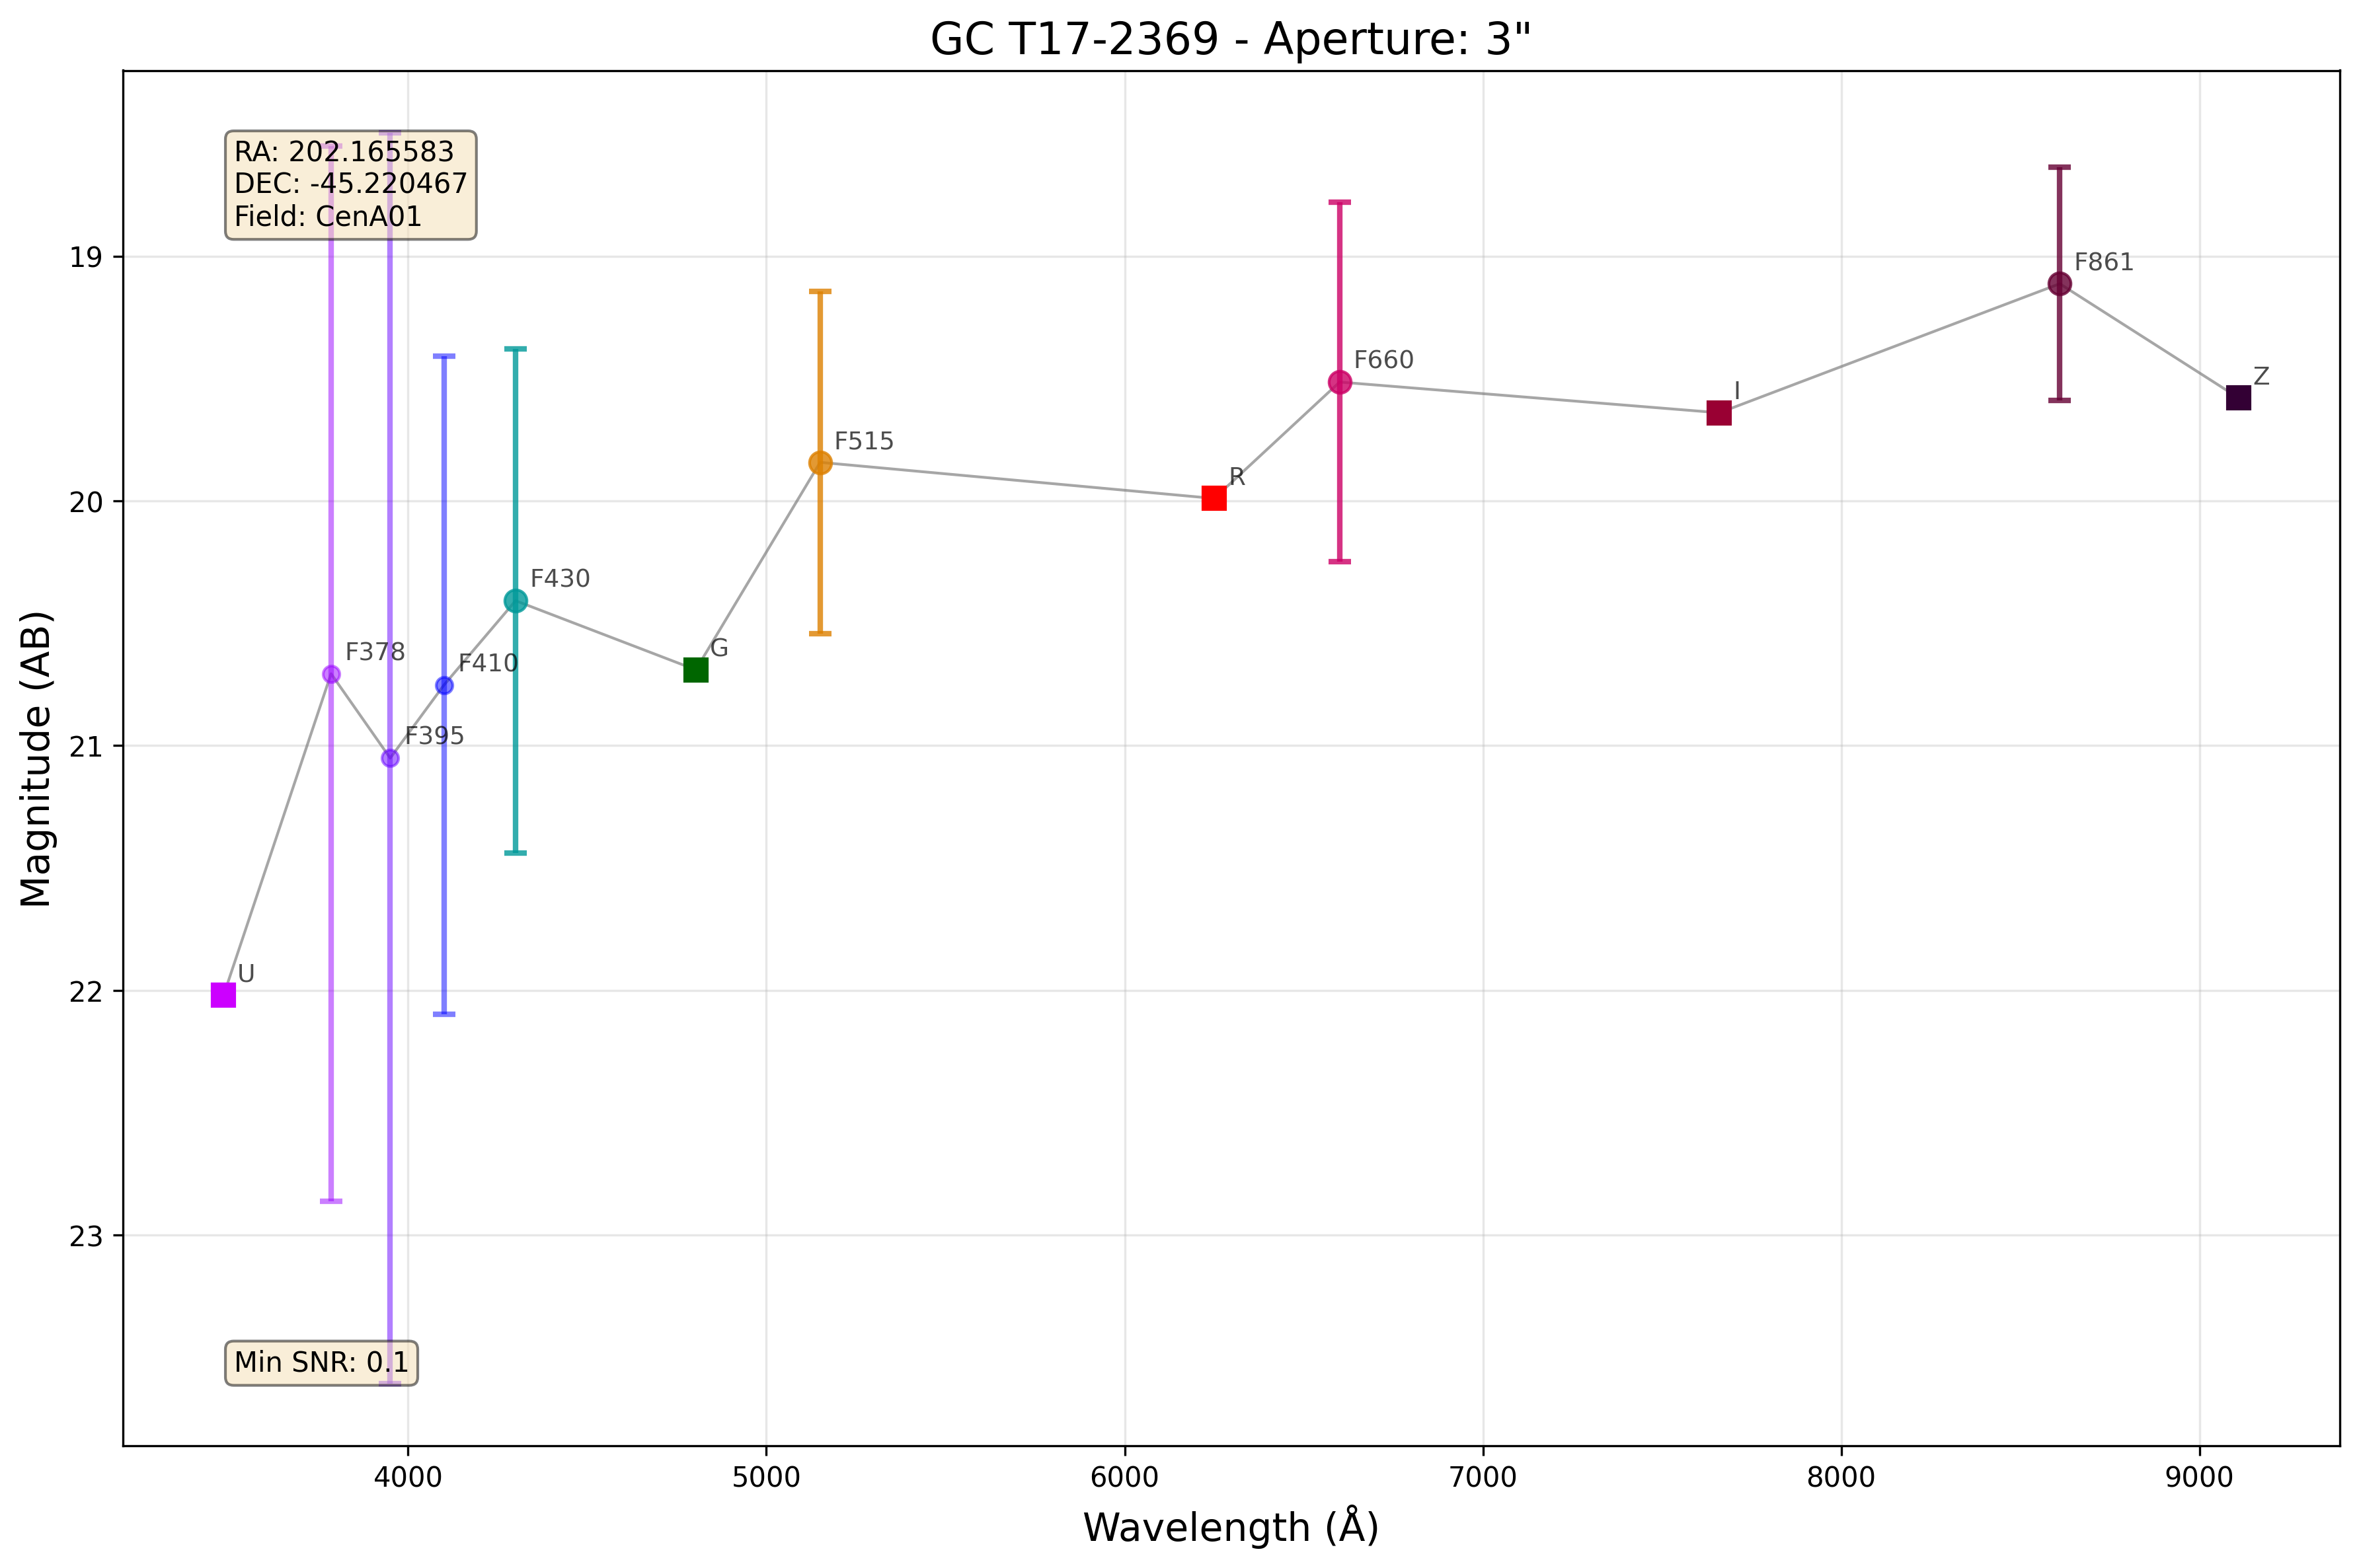 GC T17-2369 - Aperture: 3"
RA: 202.165583
DEC: -45.220467
Field: CenA01
19
20
21
22
23
Magnitude (AB)
U
F378
F395
F410
F430
G
F515
R
F660
I
F861
Z
Min SNR: 0.1
4000 5000 6000 7000 8000 9000
Wavelength (Å)